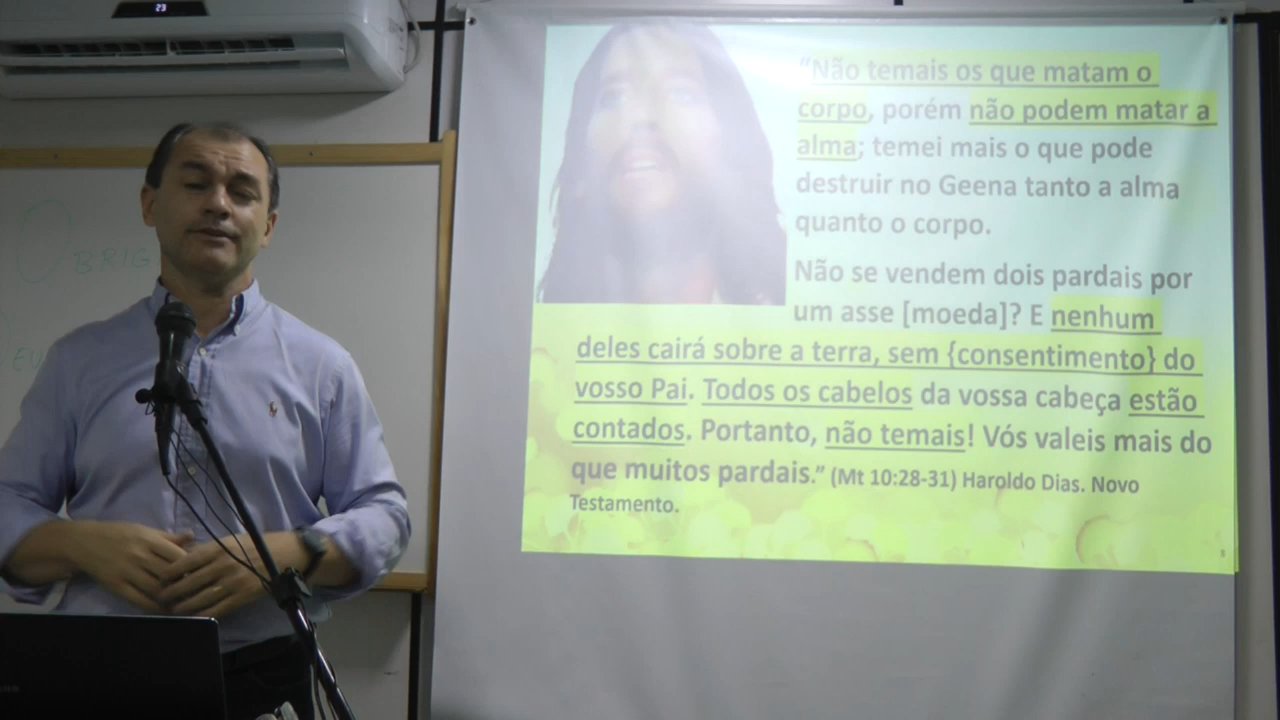 23
OBRIG
EU
“Não temais os que matam o
corpo, porém não podem matar a
alma; temei mais o que pode
destruir no Geena tanto a alma
quanto o corpo.
Não se vendem dois pardais por
um asse [moeda]? E nenhum
deles cairá sobre a terra, sem {consentimento} do
vosso Pai. Todos os cabelos da vossa cabeça estão
contados. Portanto, não temais! Vós valeis mais do
que muitos pardais.” (Mt 10:28-31) Haroldo Dias. Novo
Testamento.